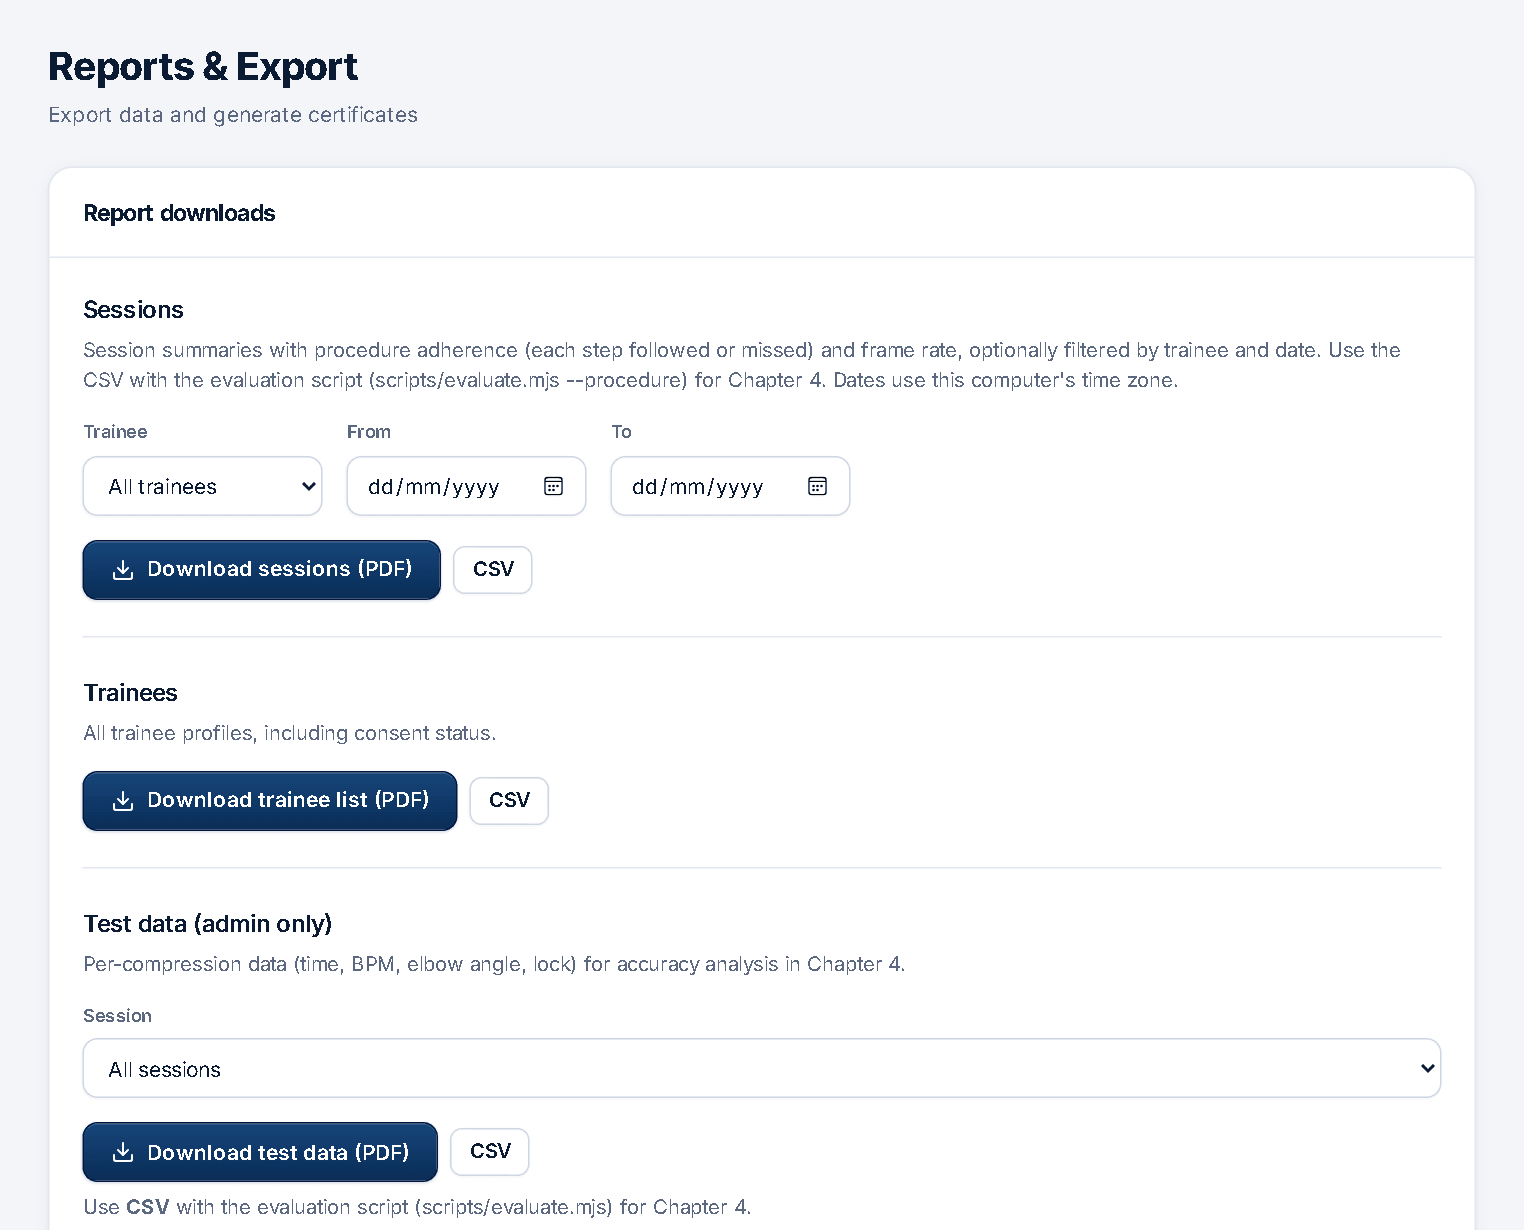 Reports & Export
Export data and generate certificates
Report downloads
Sessions
Session summaries with procedure adherence (each step followed or missed) and frame rate, optionally filtered by trainee and date. Use the
CSV with the evaluation script (scripts/evaluate.mjs --procedure) for Chapter 4. Dates use this computer's time zone.
Trainee From To
All trainees dd/mm/yyyy dd/mm/yyyy
Download sessions (PDF) CSV
Trainees
All trainee profiles, including consent status.
Download trainee list (PDF) CSV
Test data (admin only)
Per-compression data (time, BPM, elbow angle, lock) for accuracy analysis in Chapter 4.
Session
All sessions
Download test data (PDF) CSV
Use CSV with the evaluation script (scripts/evaluate.mjs) for Chapter 4.